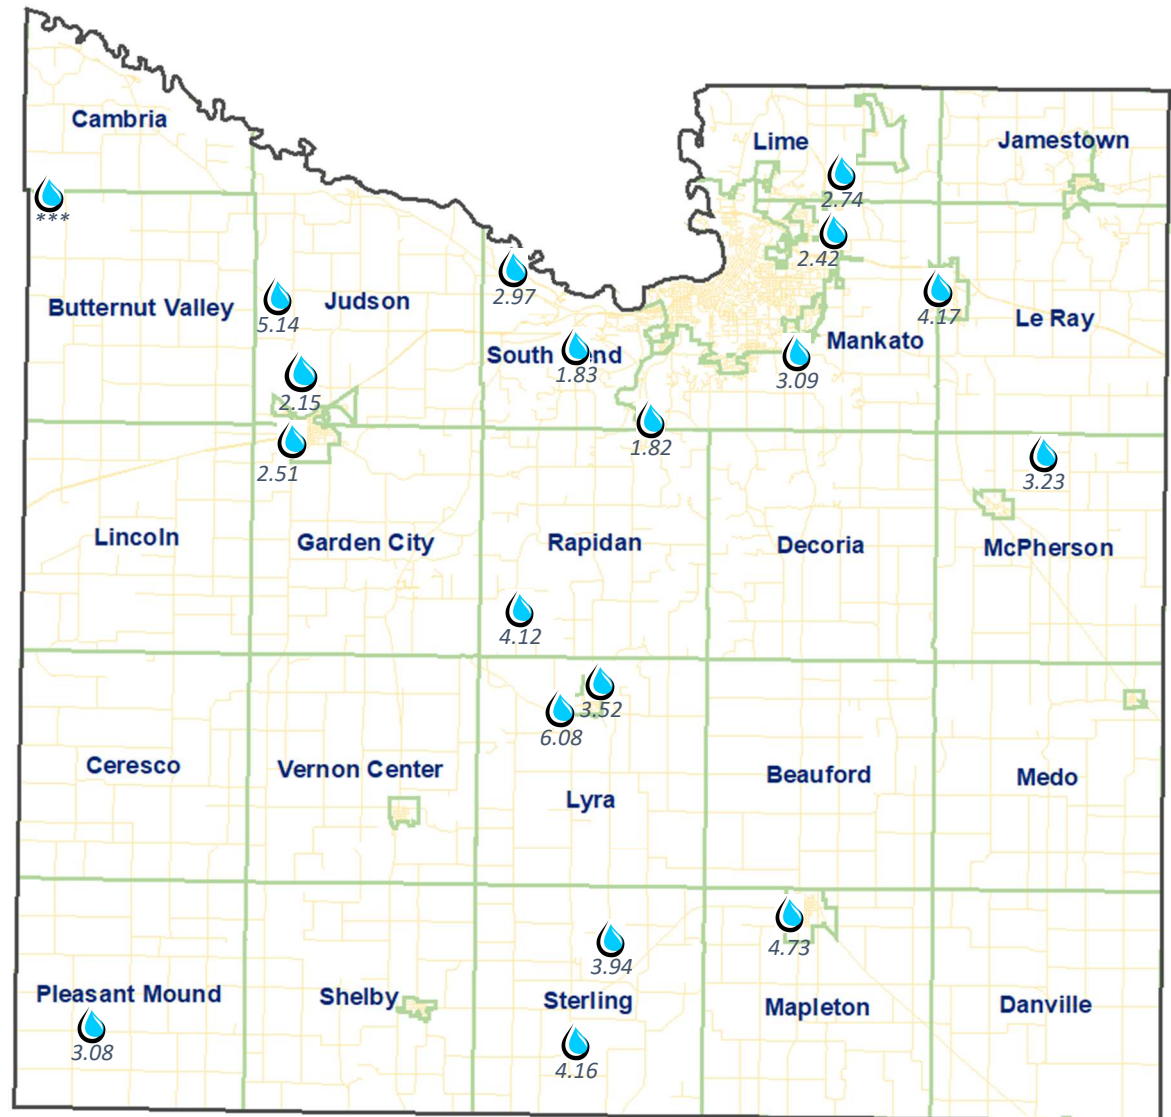 Cambria
Lime
Jamestown
2.74
***
2.42
2.97
Butternut Valley
Judson
5.14
4.17
Le Ray
Mankato
South end
1.83
3.09
2.15
1.82
2.51
3.23
Lincoln
Garden City
Rapidan
Decoria
McPherson
4.12
3.52
6.08
Ceresco
Vernon Center
Lyra
Beauford
Medo
4.73
3.94
Pleasant Mound
Shelby
Sterling
Mapleton
Danville
3.08
4.16